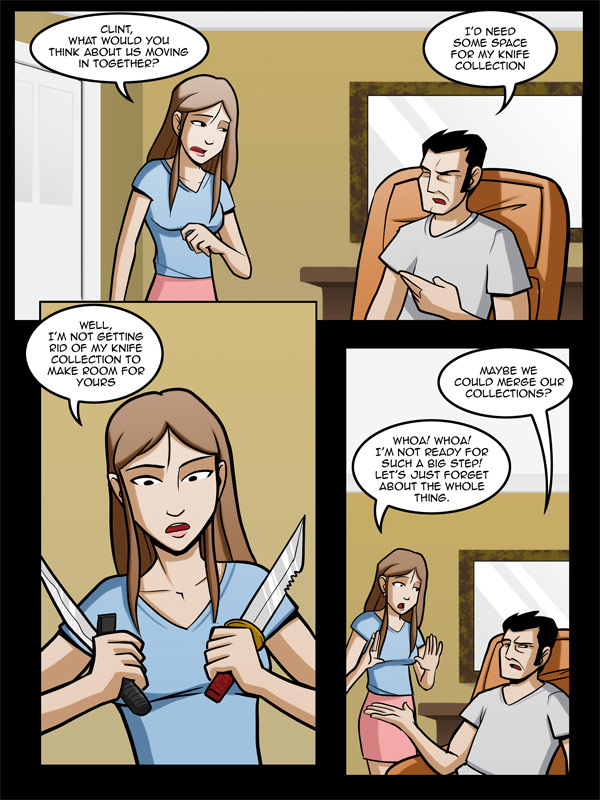 CLINT,
WHAT WOULD YOU
THINK ABOUT US MOVING
IN TOGETHER?
I'D NEED
SOME SPACE
FOR MY KNIFE
COLLECTION
WELL,
I'M NOT GETTING
RID OF MY KNIFE
COLLECTION TO
MAKE ROOM FOR
YOURS
MAYBE WE
COULD MERGE OUR
COLLECTIONS?
WHOA! WHOA!
I'M NOT READY FOR
SUCH A BIG STEP!
LET'S JUST FORGET
ABOUT THE WHOLE
THING.